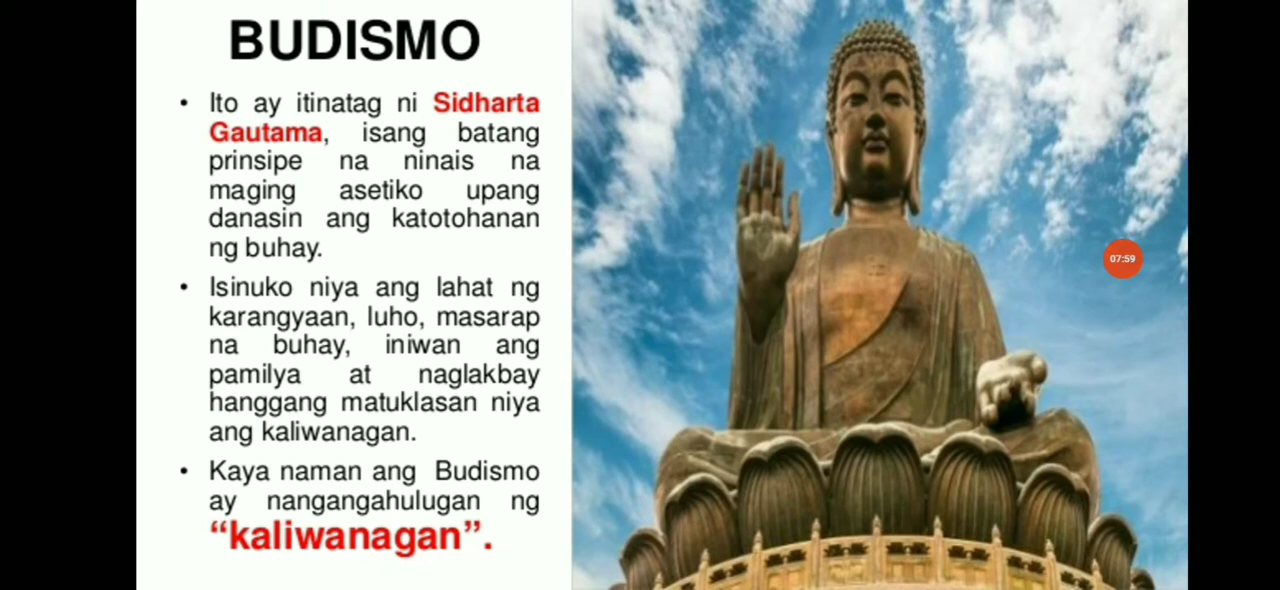 BUDISMO
• Ito ay itinatag ni Sidharta
Gautama, isang batang
prinsipe na ninais na
maging asetiko upang
danasin ang katotohanan
ng buhay.
• Isinuko niya ang lahat ng
karangyaan, luho, masarap
na buhay, iniwan ang
pamilya at naglakbay
hanggang matuklasan niya
ang kaliwanagan.
• Kaya naman ang Budismo
ay nangangahulugan ng
“kaliwanagan”.
07:59